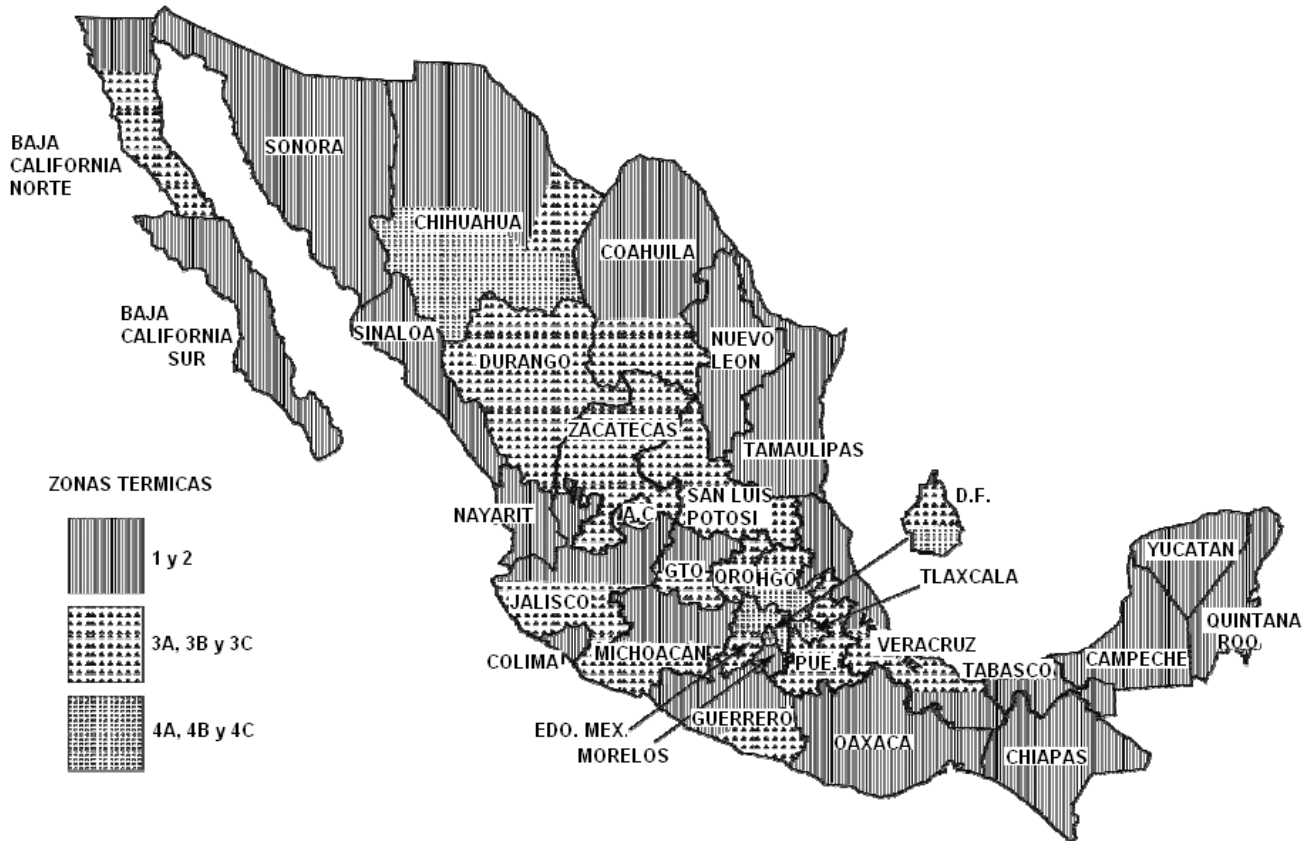 BAJA
CALIFORNIA
NORTE
SONORA
CHIHUAHUA
COAHUILA
BAJA
CALIFORNIA
SUR
SINALOA
DURANGO
NUEVO
LEON
ZACATECAS
TAMAULIPAS
ZONAS TERMICAS
1 y 2
3A, 3B y 3C
4A, 4B y 4C
NAYARIT
A.C.
SAN LUIS
POTOSI
D.F.
GTO
QRO
HGO
TLAXCALA
YUCATAN
JALISCO
QUINTANA
ROO.
COLIMA
MICHOACAN
PUE.
VERACRUZ
TABASCO
CAMPECHE
EDO. MEX.
MORELOS
GUERRERO
OAXACA
CHIAPAS